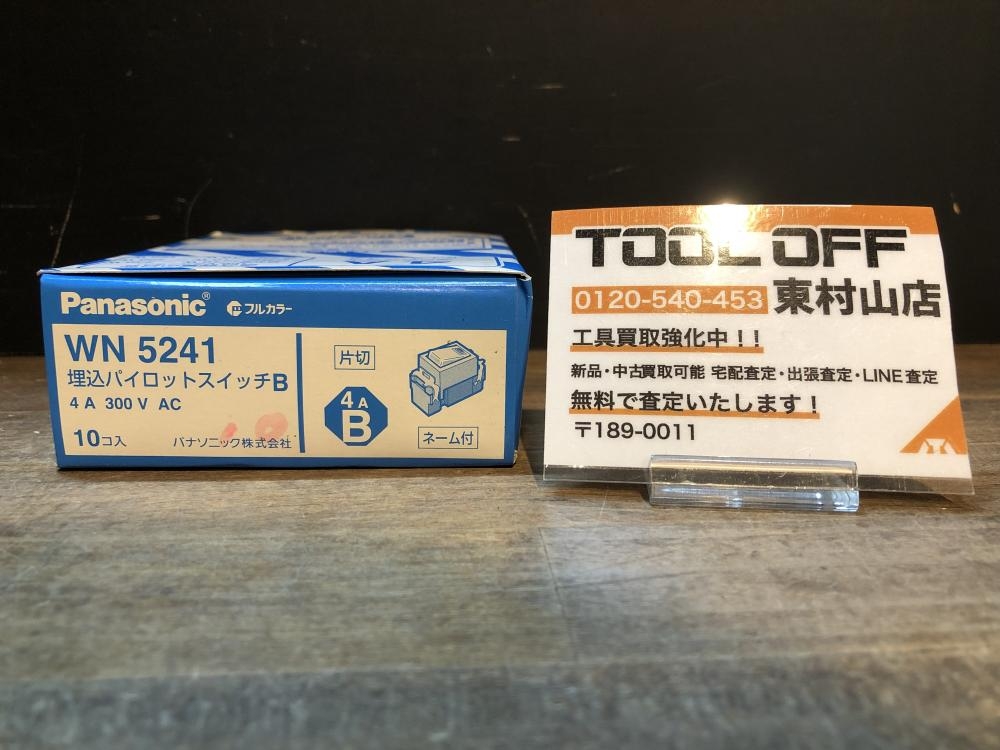 Panasonic® フルカラー
WN 5241
埋込パイロットスイッチB
4 A 300 V AC
10コ入 パナソニック株式会社
片切
4 A
B
ネーム付
TOOL OFF
0120-540-453 東村山店
工具買取強化中！！
新品・中古買取可能 宅配査定・出張査定・LINE査定
無料で査定いたします！
〒189-0011